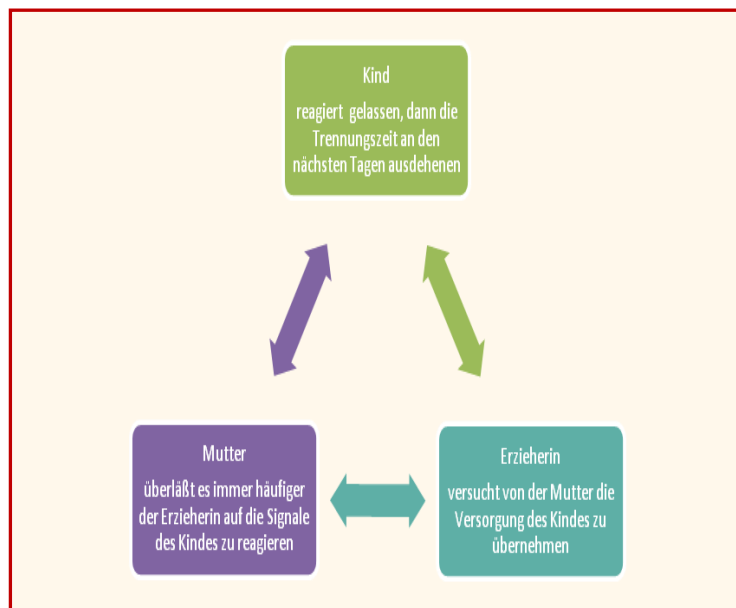 Kind
reagiert gelassen, dann die
Trennungszeit an den
nächsten Tagen ausdehenen
Mutter
überläßt es immer häufiger
der Erzieherin auf die Signale
des Kindes zu reagieren
Erzieherin
versucht von der Mutter die
Versorgung des Kindes zu
übernehmen